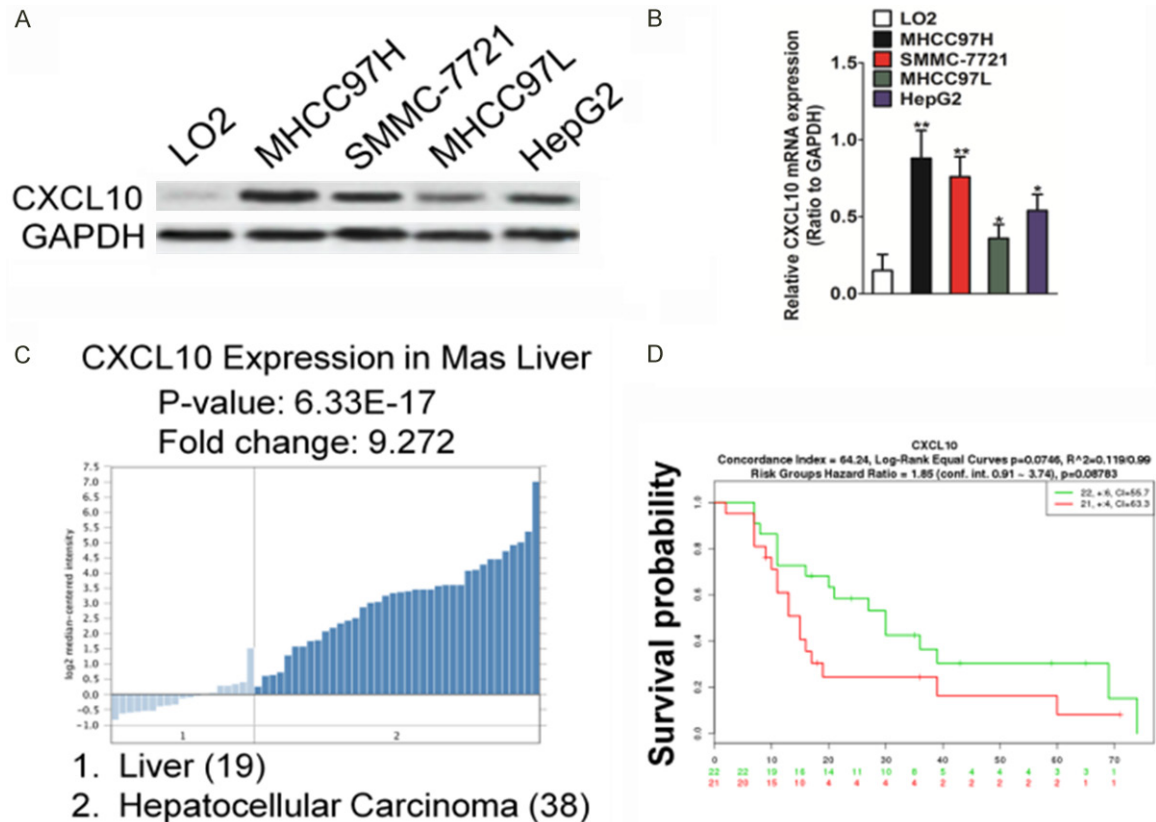 A
LO2
MHCC97H
SMMC-7721
MHCC97L
HepG2
CXCL10
GAPDH
B
LO2
MHCC97H
SMMC-7721
MHCC97L
HepG2
Relative CXCL10 mRNA expression
(Ratio to GAPDH)
1.5
1.0
0.5
0.0
**
**
*
*
C
CXCL10 Expression in Mas Liver
P-value: 6.33E-17
Fold change: 9.272
log2 median-centered intensity
7.5
7.0
6.5
6.0
5.5
5.0
4.5
4.0
3.5
3.0
2.5
2.0
1.5
1.0
0.5
0.0
-0.5
-1.0
1
2
1. Liver (19)
2. Hepatocellular Carcinoma (38)
D
CXCL10
Concordance Index = 64.24, Log-Rank Equal Curves p=0.0746, R^2=0.119/0.99
Risk Groups Hazard Ratio = 1.85 (conf. int. 0.91 ~ 3.74), p=0.08783
22, +:6, CI=55.7
21, +:4, CI=63.3
Survival probability
1.0
0.8
0.6
0.4
0.2
0.0
0 10 20 30 40 50 60 70
22 22 19 16 14 11 10 8 5 4 4 4 3 3 1
21 20 15 10 4 4 4 4 2 2 2 2 2 1 1